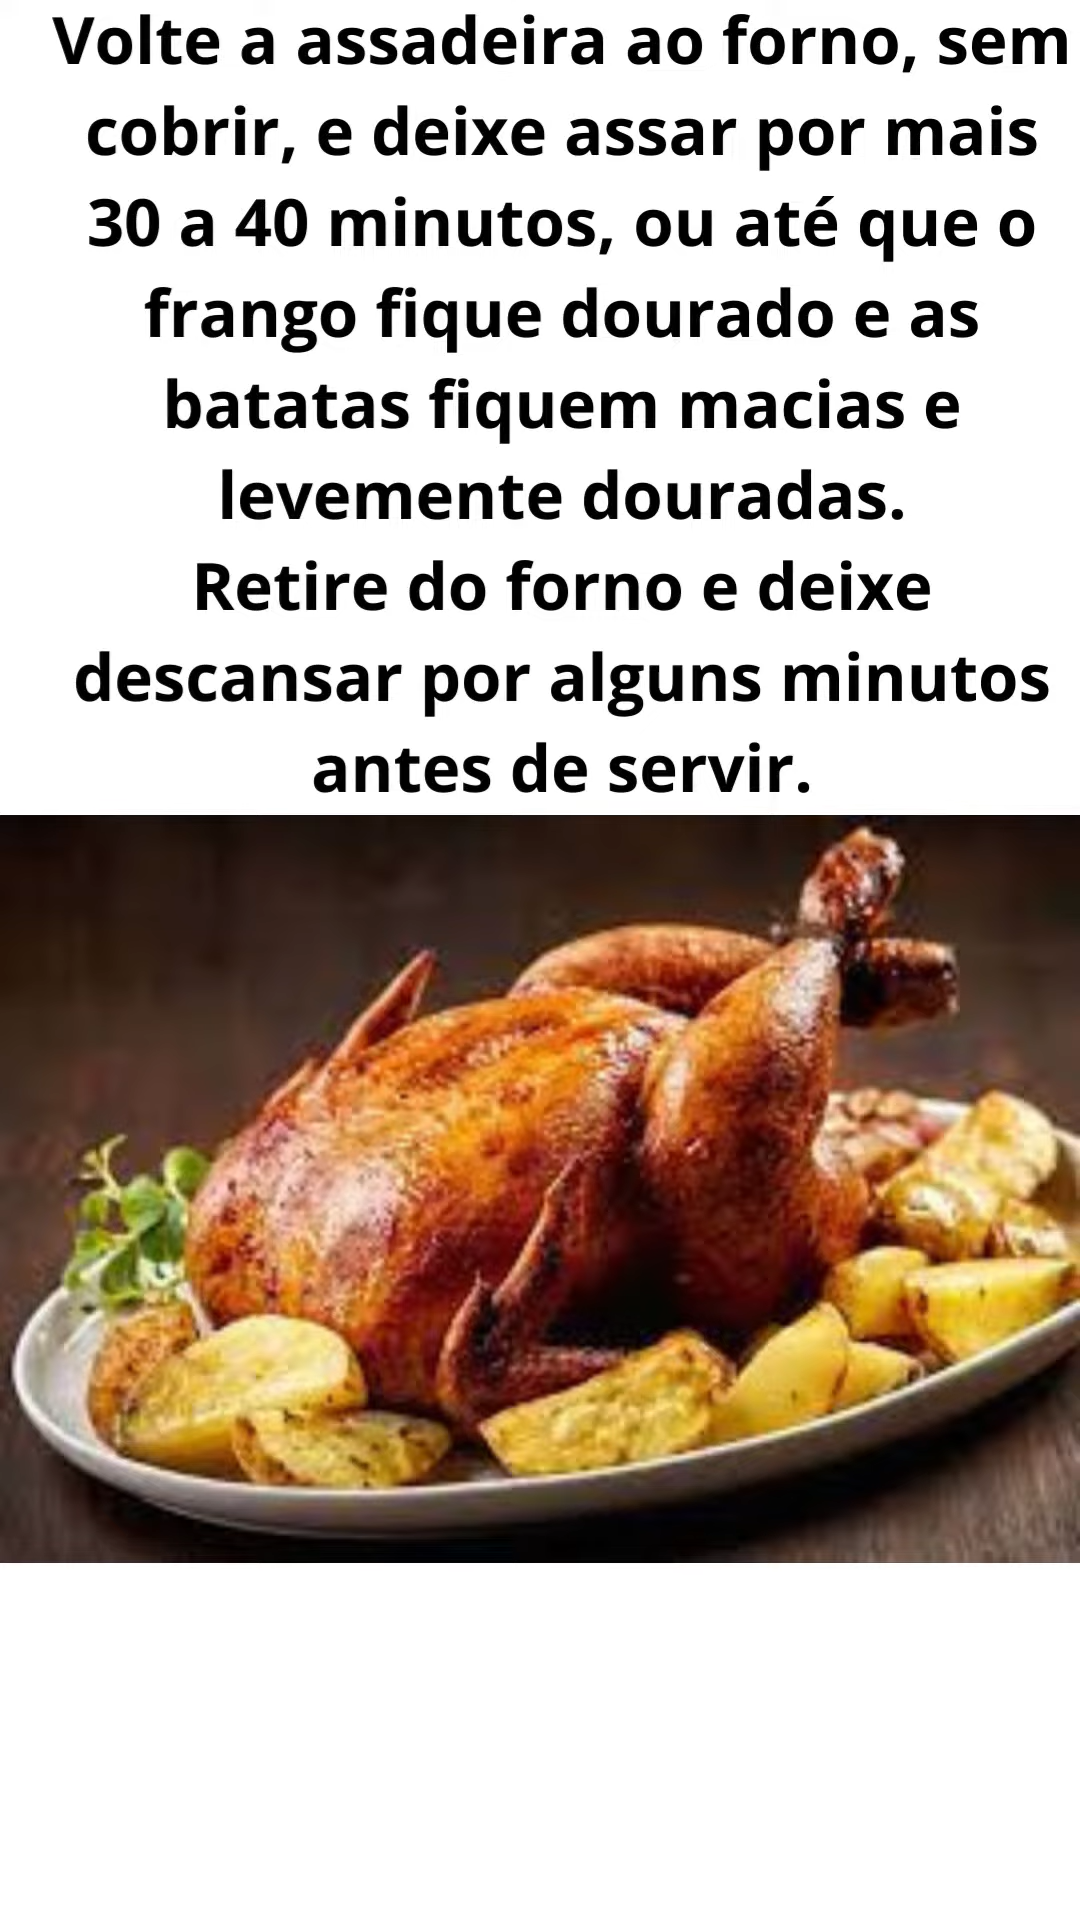 Volte a assadeira ao forno, sem
cobrir, e deixe assar por mais
30 a 40 minutos, ou até que o
frango fique dourado e as
batatas fiquem macias e
levemente douradas.
Retire do forno e deixe
descansar por alguns minutos
antes de servir.